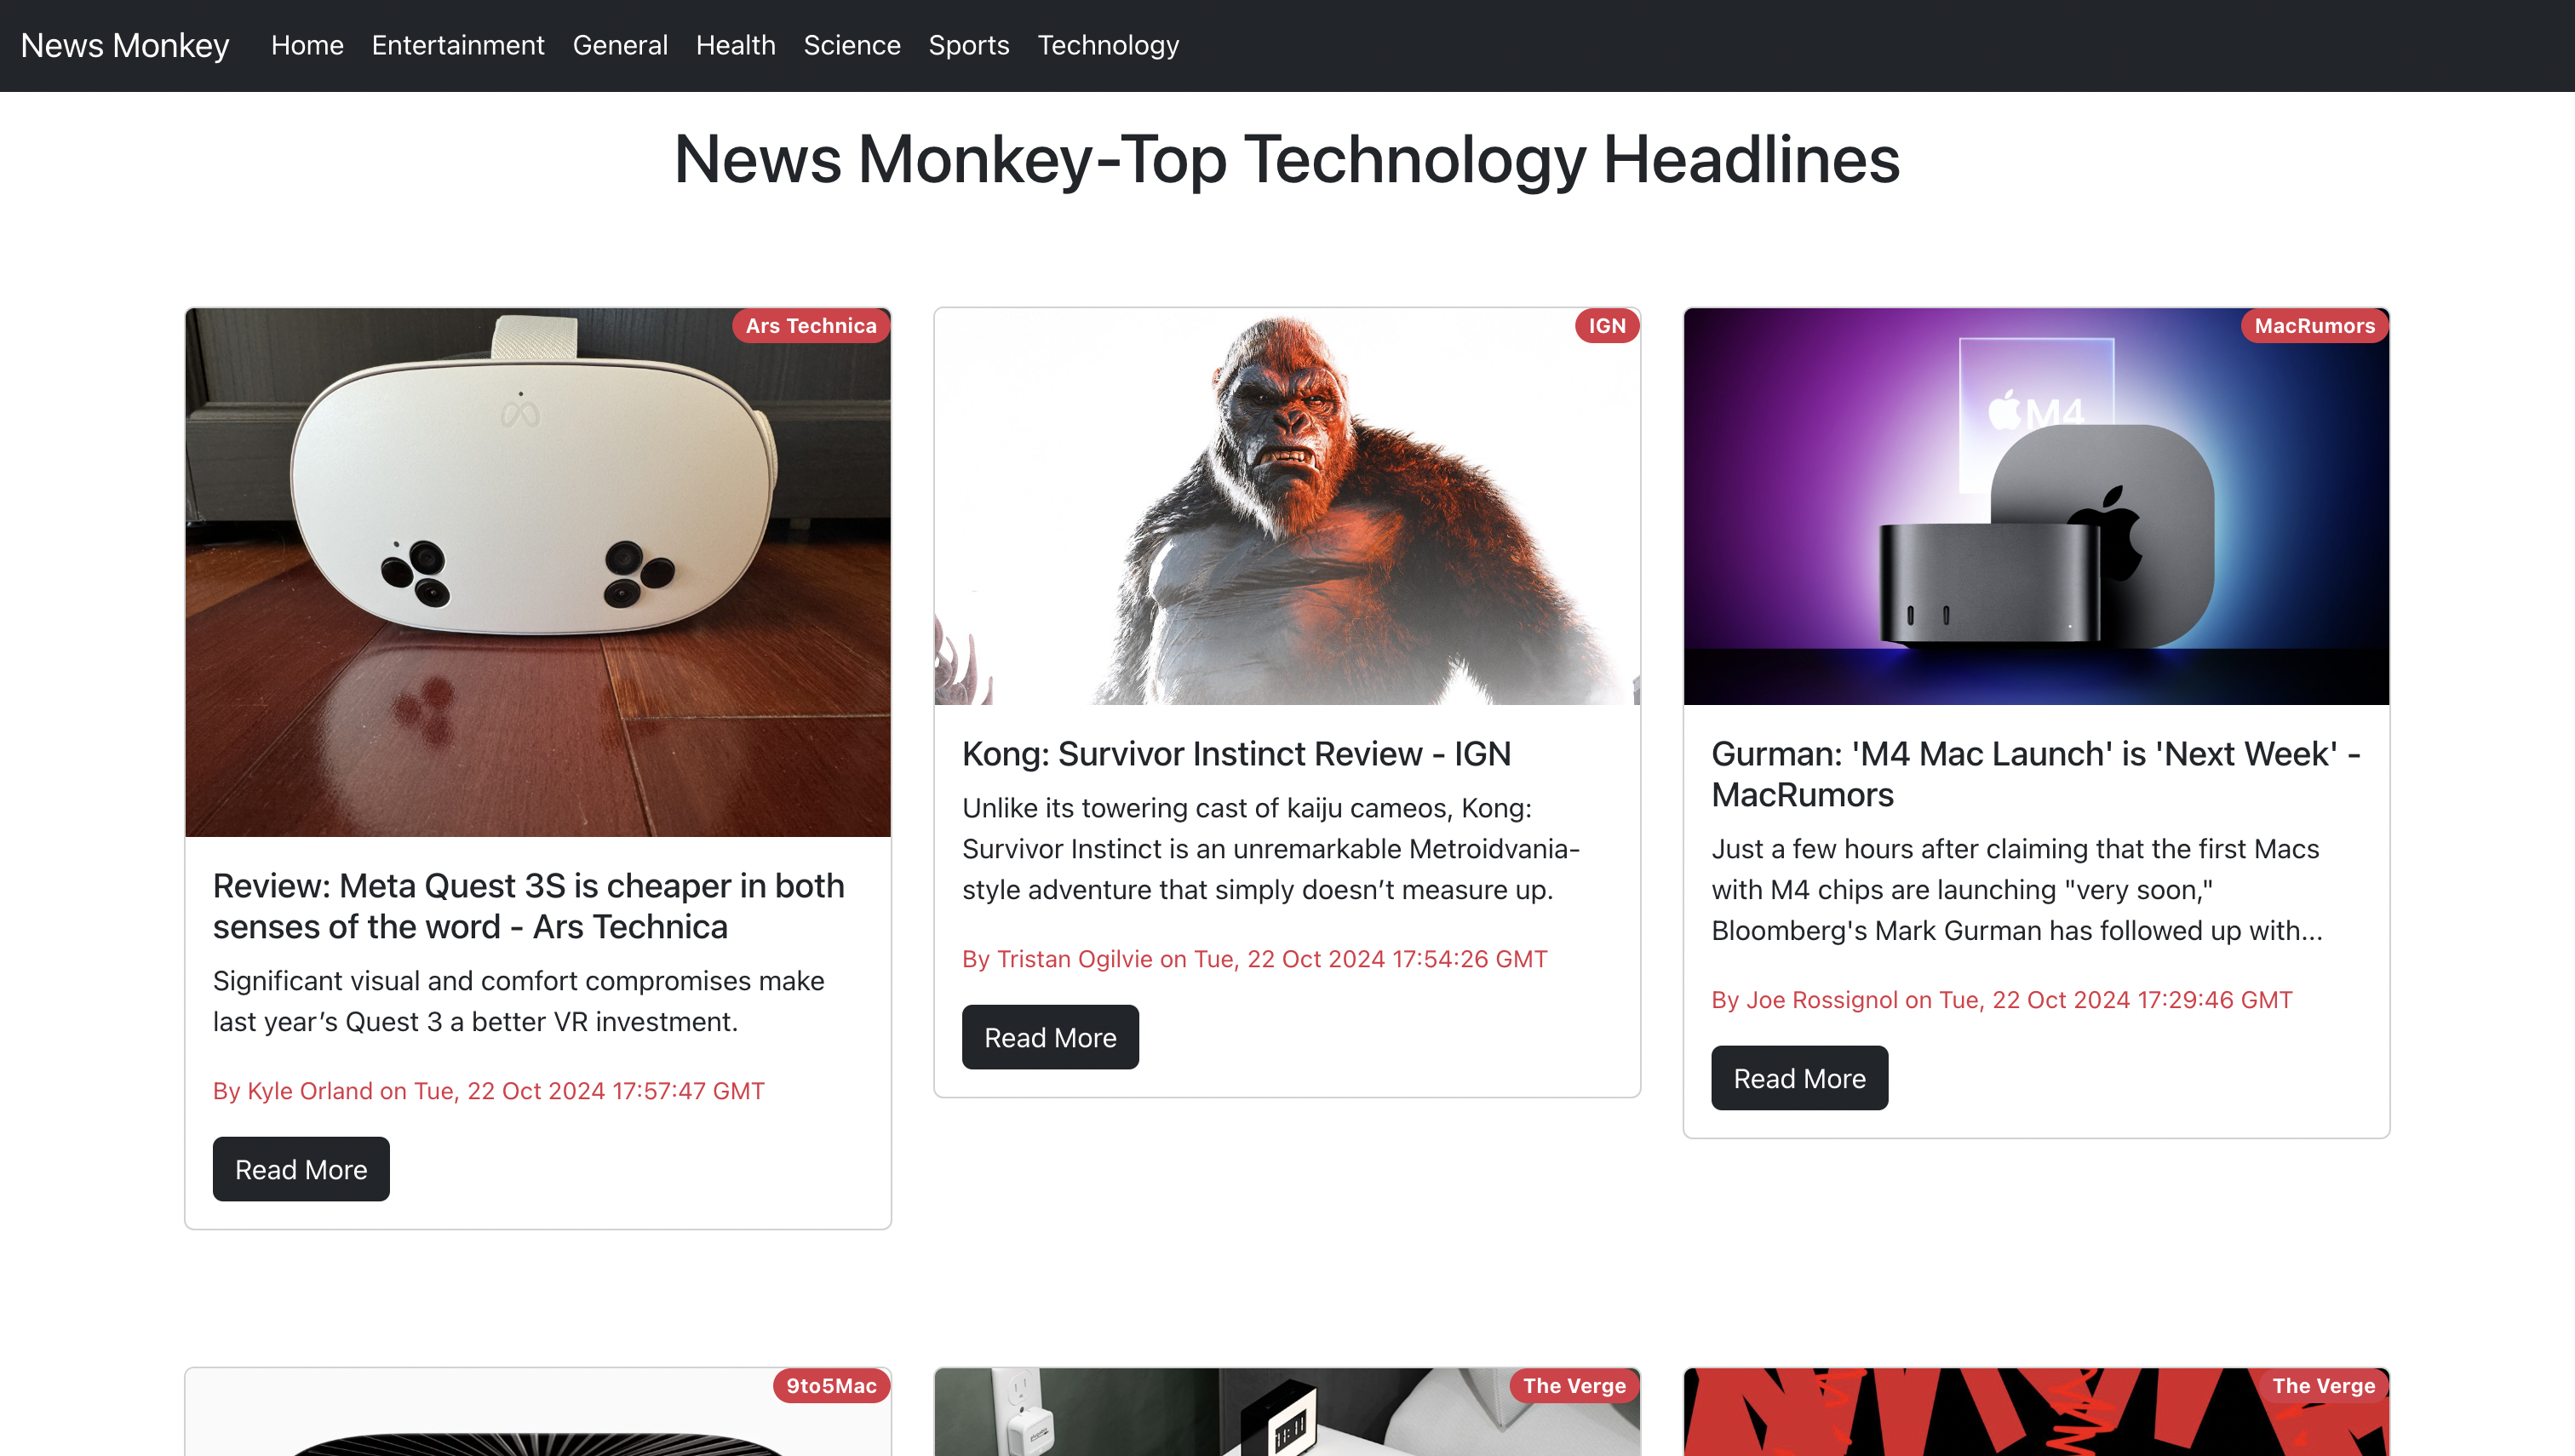 News Monkey Home Entertainment General Health Science Sports Technology
News Monkey-Top Technology Headlines
Ars Technica
Review: Meta Quest 3S is cheaper in both
senses of the word - Ars Technica
Significant visual and comfort compromises make
last year’s Quest 3 a better VR investment.
By Kyle Orland on Tue, 22 Oct 2024 17:57:47 GMT
Read More
IGN
Kong: Survivor Instinct Review - IGN
Unlike its towering cast of kaiju cameos, Kong:
Survivor Instinct is an unremarkable Metroidvania-
style adventure that simply doesn’t measure up.
By Tristan Ogilvie on Tue, 22 Oct 2024 17:54:26 GMT
Read More
MacRumors
M4
Gurman: 'M4 Mac Launch' is 'Next Week' -
MacRumors
Just a few hours after claiming that the first Macs
with M4 chips are launching "very soon,"
Bloomberg's Mark Gurman has followed up with...
By Joe Rossignol on Tue, 22 Oct 2024 17:29:46 GMT
Read More
9to5Mac
The Verge
11:11
The Verge